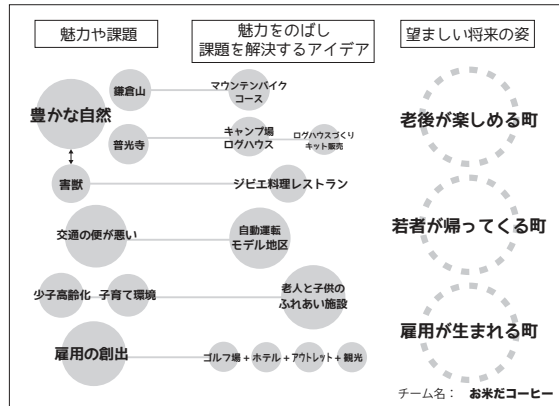 魅力や課題
魅力をのばし
課題を解決するアイデア
望ましい将来の姿
豊かな自然
鎌倉山
マウンテンバイク
コース
普光寺
キャンプ場
ログハウス
ログハウスづくり
キット販売
害獣
ジビエ料理レストラン
交通の便が悪い
自動運転
モデル地区
少子高齢化
子育て環境
老人と子供の
ふれあい施設
雇用の創出
ゴルフ場 + ホテル + アウトレット + 観光
老後が楽しめる町
若者が帰ってくる町
雇用が生まれる町
チーム名： お米だコーヒー